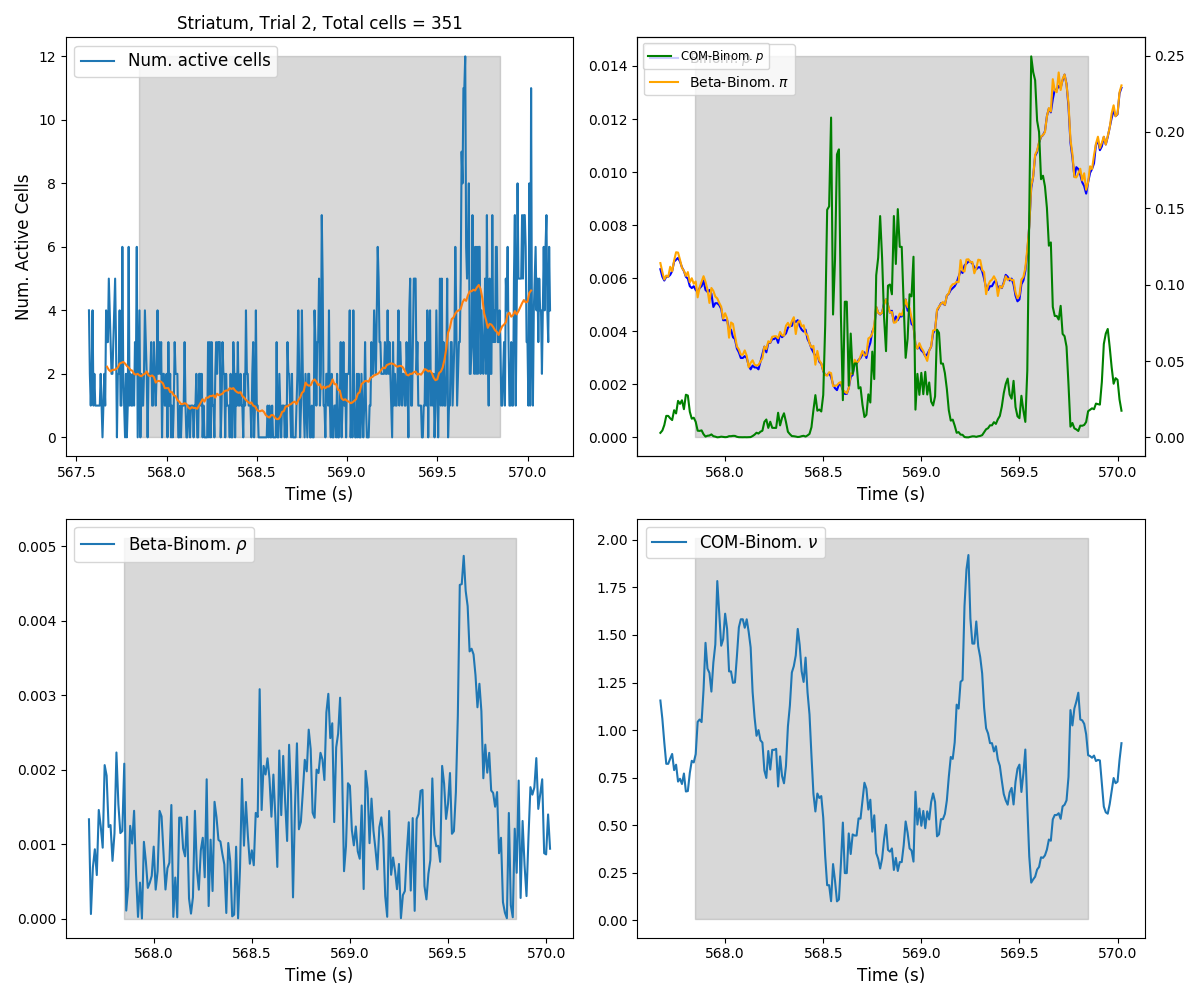 Striatum, Trial 2, Total cells = 351
Num. active cells
Num. Active Cells
12
10
8
6
4
2
0
567.5 568.0 568.5 569.0 569.5 570.0
Time (s)
COM-Binom. p
Beta-Binom. π
0.014
0.012
0.010
0.008
0.006
0.004
0.002
0.000
0.25
0.20
0.15
0.10
0.05
0.00
568.0 568.5 569.0 569.5 570.0
Time (s)
Beta-Binom. ρ
0.005
0.004
0.003
0.002
0.001
0.000
568.0 568.5 569.0 569.5 570.0
Time (s)
COM-Binom. ν
2.00
1.75
1.50
1.25
1.00
0.75
0.50
0.25
0.00
568.0 568.5 569.0 569.5 570.0
Time (s)